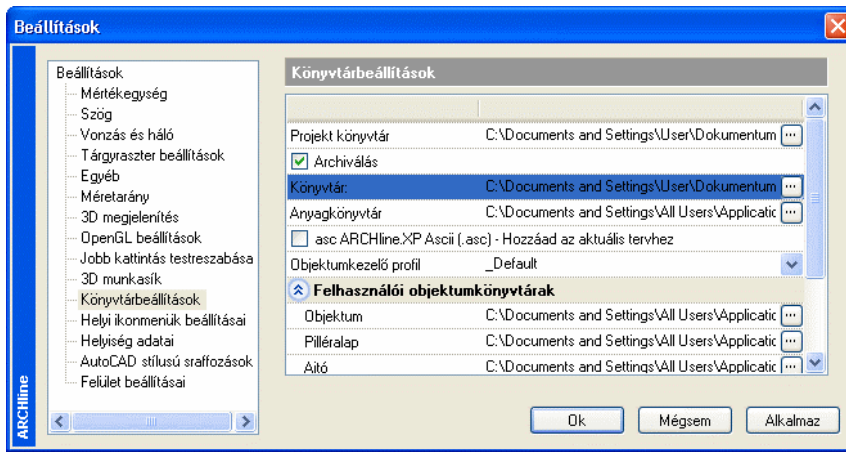 Beállítások
Beállítások
Mértékegység
Szög
Vonzás és háló
Tárgyraszter beállítások
Egyéb
Méretarány
3D megjelenítés
OpenGL beállítások
Jobb kattintás testreszabása
3D munkasík
Könyvtárbeállítások
Helyi ikonmenük beállításai
Helyiség adatai
AutoCAD stílusú sraffozások
Felület beállításai
ARCHline
Könyvtárbeállítások
Projekt könyvtár C:\Documents and Settings\User\Dokumentum ...
Archiválás
Könyvtár: C:\Documents and Settings\User\Dokumentum ...
Anyagkönyvtár C:\Documents and Settings\All Users\Applicatic ...
asc ARCHline.XP Ascii (.asc) - Hozzáad az aktuális tervhez
Objektumkezelő profil _Default
Felhasználói objektumkönyvtárak
Objektum C:\Documents and Settings\All Users\Applicatic ...
Pilléralap C:\Documents and Settings\All Users\Applicatic ...
Ajtó C:\Documents and Settings\All Users\Applicatic ...
Ok Mégsem Alkalmaz